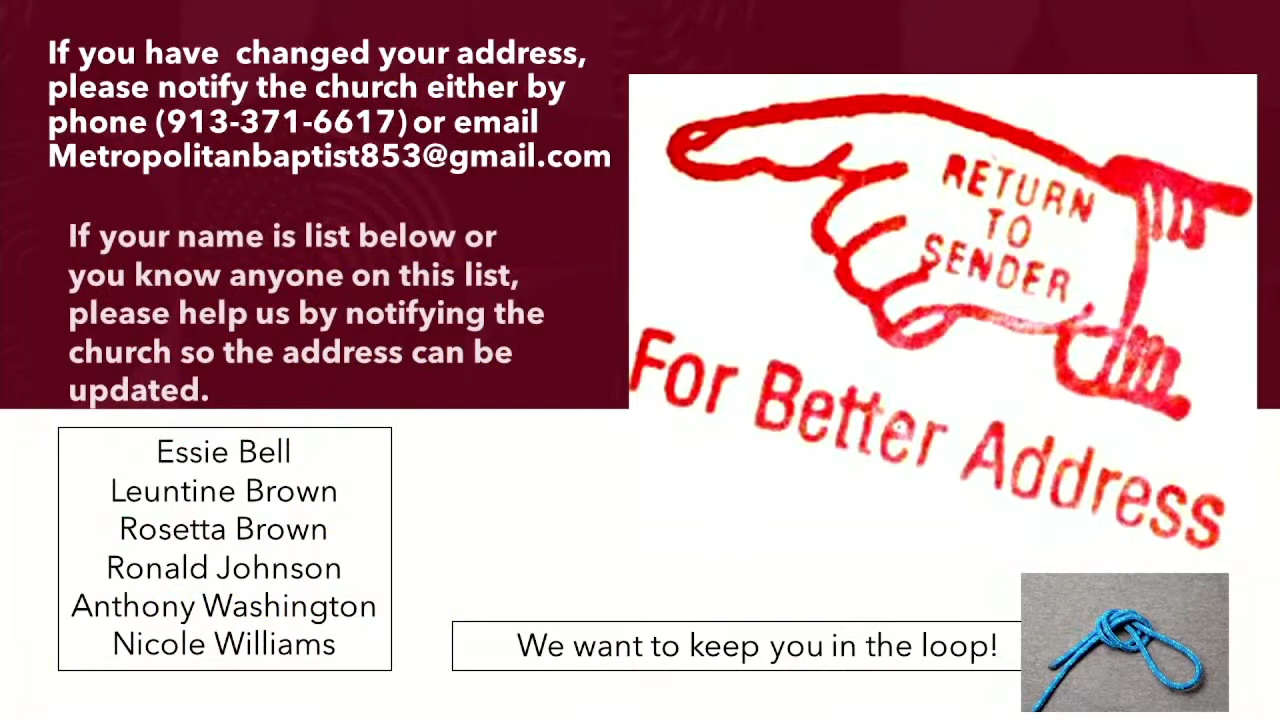 If you have changed your address,
please notify the church either by
phone (913-371-6617) or email
Metropolitanbaptist853@gmail.com
If your name is list below or
you know anyone on this list,
please help us by notifying the
church so the address can be
updated.
RETURN
TO
SENDER
For Better Address
Essie Bell
Leuntine Brown
Rosetta Brown
Ronald Johnson
Anthony Washington
Nicole Williams
We want to keep you in the loop!